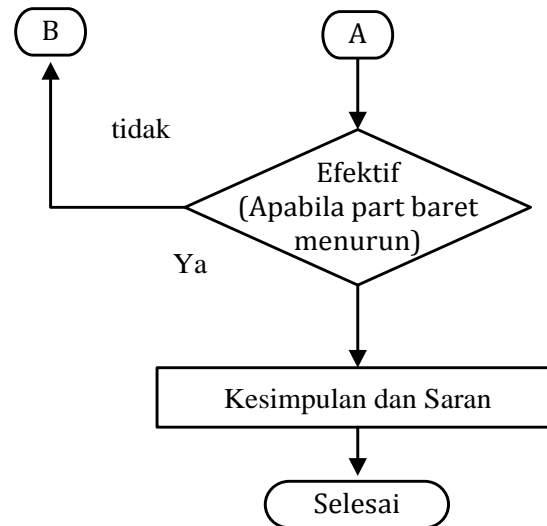 B
A
tidak
Efektif
(Apabila part baret
menurun)
Ya
Kesimpulan dan Saran
Selesai